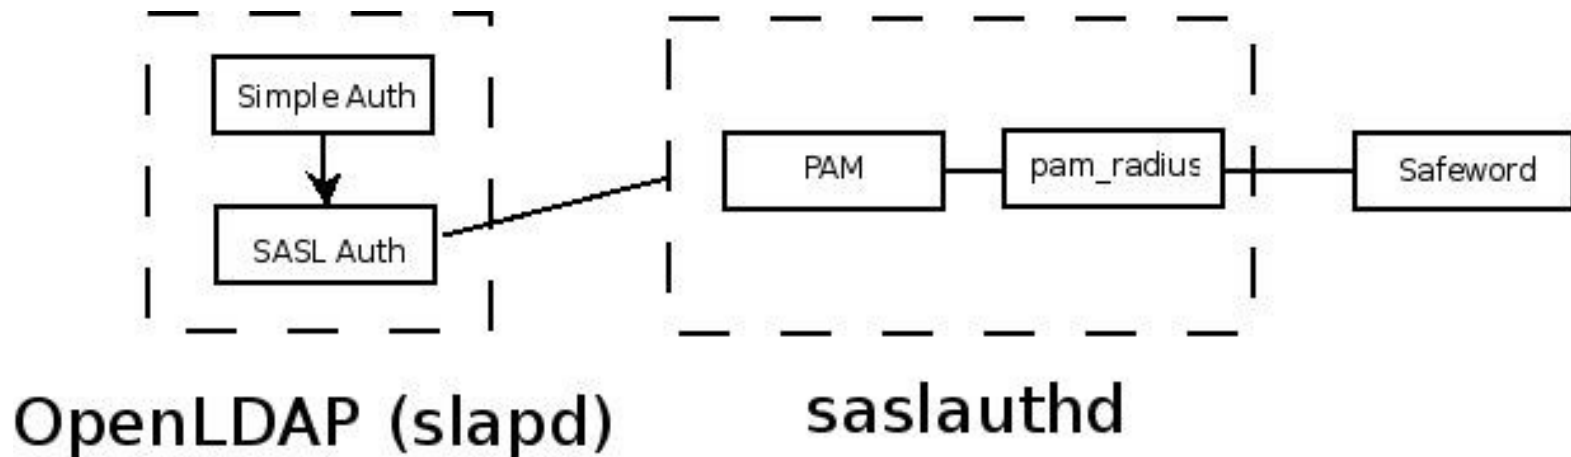 Simple Auth
SASL Auth
PAM
pam_radius
Safeword
OpenLDAP (slapd)
saslauthd